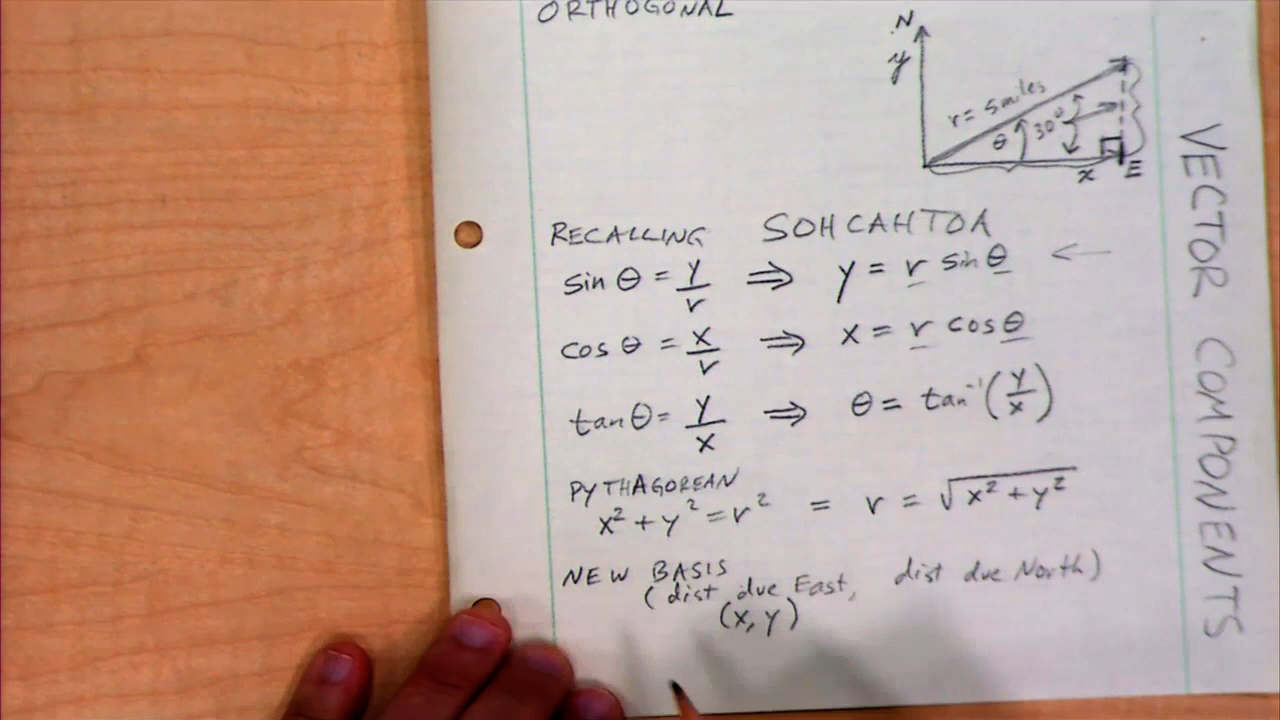 ORTHOGONAL
N
y
r = 5 miles
θ
30°
x
E
RECALLING SOHCAHTOA
sin θ = y/r ⇒ y = r sin θ ←
cos θ = x/r ⇒ x = r cos θ
tan θ = y/x ⇒ θ = tan⁻¹(y/x)
PYTHAGOREAN
x² + y² = r² = r = √(x² + y²)
NEW BASIS
(dist due East, dist due North)
(x, y)
VECTOR COMPONENTS